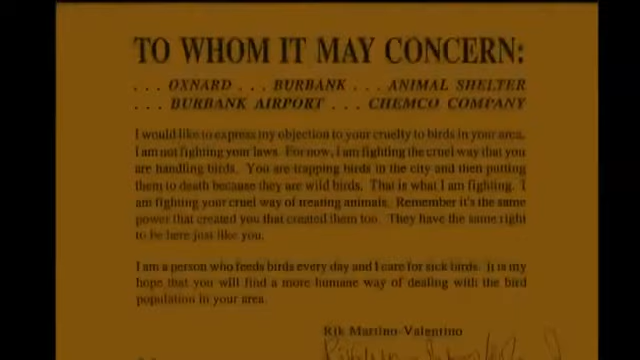 TO WHOM IT MAY CONCERN:
. . . OXNARD . . . BURBANK . . . ANIMAL SHELTER
. . . BURBANK AIRPORT . . . CHEMCO COMPANY
I would like to express my objection to your cruelty to birds in your area.
I am not fighting your laws. For now, I am fighting the cruel way that you
are handling birds. You are trapping birds in the city and then putting
them to death because they are wild birds. That is what I am fighting. I
am fighting your cruel way of treating animals. Remember it's the same
power that created you that created them too. They have the same right
to be here just like you.
I am a person who feeds birds every day and I care for sick birds. It is my
hope that you will find a more humane way of dealing with the bird
population in your area.
Rik Martino-Valentino